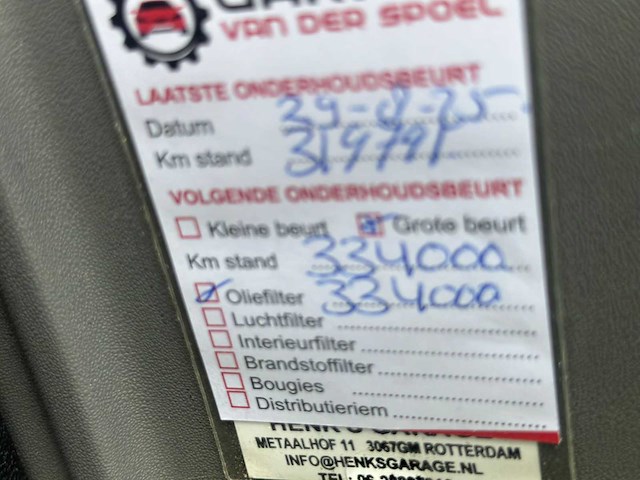 VAN DER SPOEL
LAATSTE ONDERHOUDSBEURT
Datum 29-8-25
Km stand 319791
VOLGENDE ONDERHOUDSBEURT
Kleine beurt Grote beurt
Km stand 334000
Oliefilter 334000
Luchtfilter
Interieurfilter
Brandstoffilter
Bougies
Distributieriem
METAALHOF 11 3067GM ROTTERDAM
INFO@HENKSGARAGE.NL